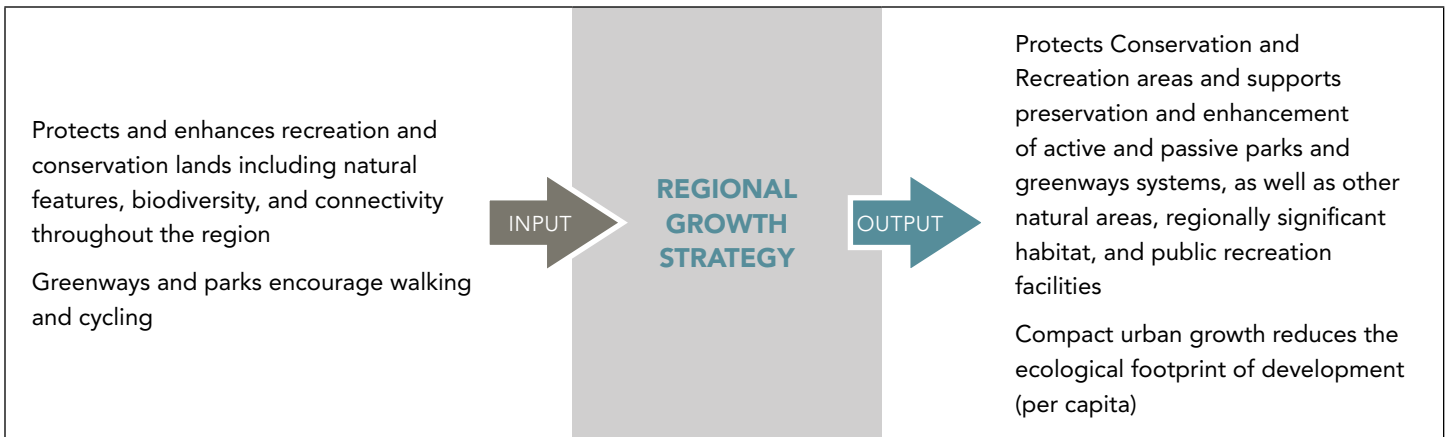 Protects and enhances recreation and
conservation lands including natural
features, biodiversity, and connectivity
throughout the region
Greenways and parks encourage walking
and cycling
INPUT
REGIONAL
GROWTH
STRATEGY
OUTPUT
Protects Conservation and
Recreation areas and supports
preservation and enhancement
of active and passive parks and
greenways systems, as well as other
natural areas, regionally significant
habitat, and public recreation
facilities
Compact urban growth reduces the
ecological footprint of development
(per capita)